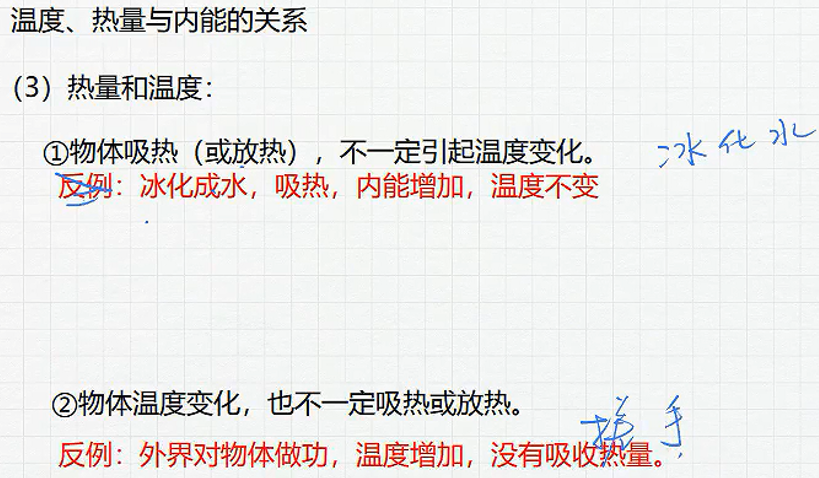 温度、热量与内能的关系
（3）热量和温度：
①物体吸热（或放热），不一定引起温度变化。 冰化水
反例：冰化成水，吸热，内能增加，温度不变
②物体温度变化，也不一定吸热或放热。
搓手
反例：外界对物体做功，温度增加，没有吸收热量。